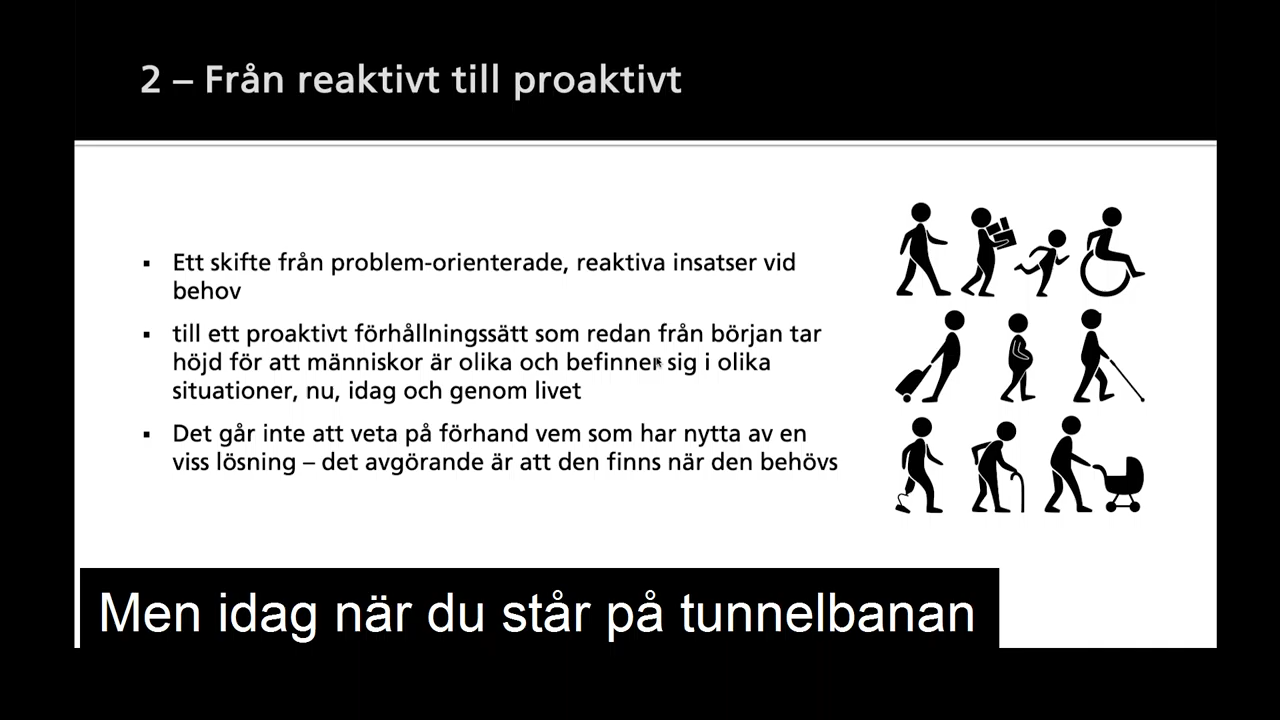 2 – Från reaktivt till proaktivt
▪ Ett skifte från problem-orienterade, reaktiva insatser vid
behov
▪ till ett proaktivt förhållningssätt som redan från början tar
höjd för att människor är olika och befinner sig i olika
situationer, nu, idag och genom livet
▪ Det går inte att veta på förhand vem som har nytta av en
viss lösning – det avgörande är att den finns när den behövs
Men idag när du står på tunnelbanan